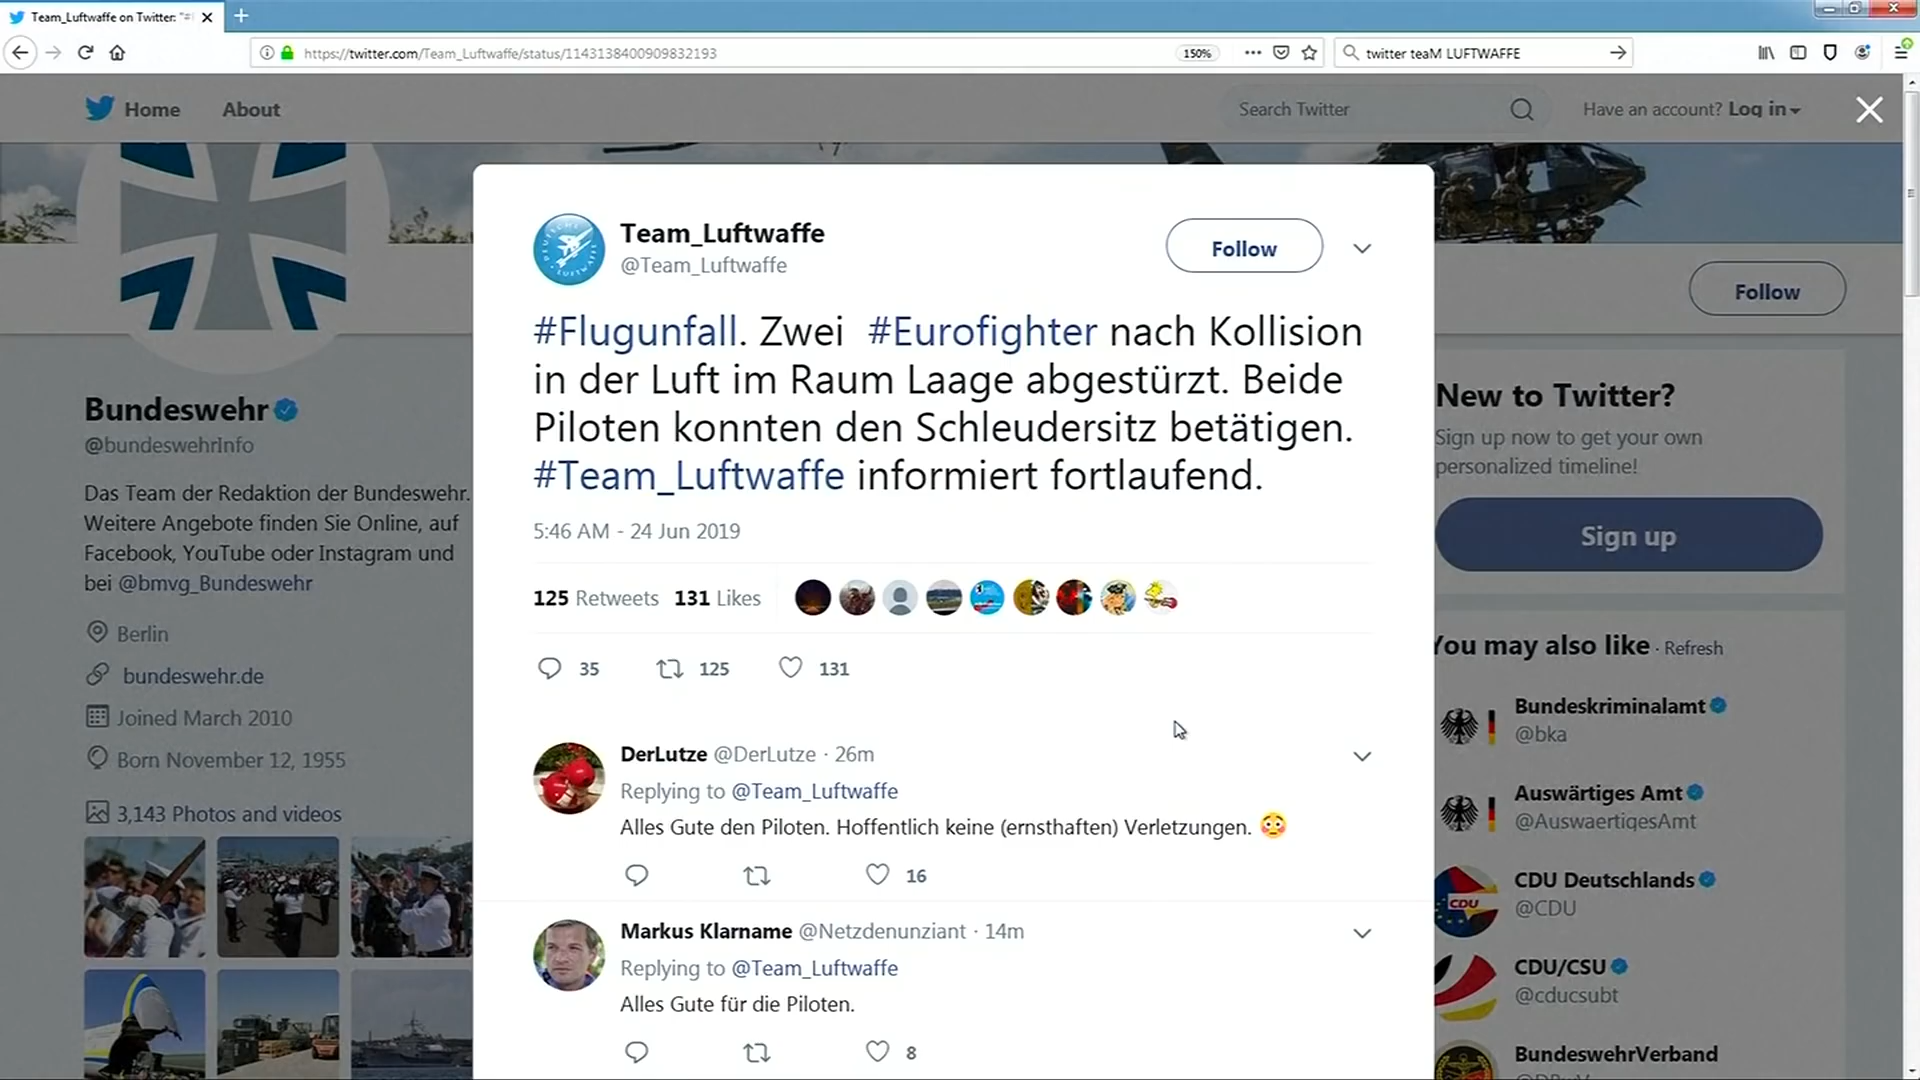 Team_Luftwaffe on Twitter: "#
https://twitter.com/Team_Luftwaffe/status/1143138400909832193
150%
twitter teaM LUFTWAFFE
Home
About
Search Twitter
Have an account? Log in
Team_Luftwaffe
@Team_Luftwaffe
Follow
#Flugunfall. Zwei #Eurofighter nach Kollision
in der Luft im Raum Laage abgestürzt. Beide
Piloten konnten den Schleudersitz betätigen.
#Team_Luftwaffe informiert fortlaufend.
5:46 AM - 24 Jun 2019
125 Retweets 131 Likes
35
125
131
DerLutze @DerLutze · 26m
Replying to @Team_Luftwaffe
Alles Gute den Piloten. Hoffentlich keine (ernsthaften) Verletzungen. 😳
16
Markus Klarname @Netzdenunziant · 14m
Replying to @Team_Luftwaffe
Alles Gute für die Piloten.
8
Bundeswehr
@bundeswehrInfo
Das Team der Redaktion der Bundeswehr.
Weitere Angebote finden Sie Online, auf
Facebook, YouTube oder Instagram und
bei @bmvg_Bundeswehr
Berlin
bundeswehr.de
Joined March 2010
Born November 12, 1955
3,143 Photos and videos
Follow
New to Twitter?
Sign up now to get your own
personalized timeline!
Sign up
You may also like · Refresh
Bundeskriminalamt
@bka
Auswärtiges Amt
@AuswaertigesAmt
CDU
CDU Deutschlands
@CDU
CDU/CSU
@cducsubt
BundeswehrVerband